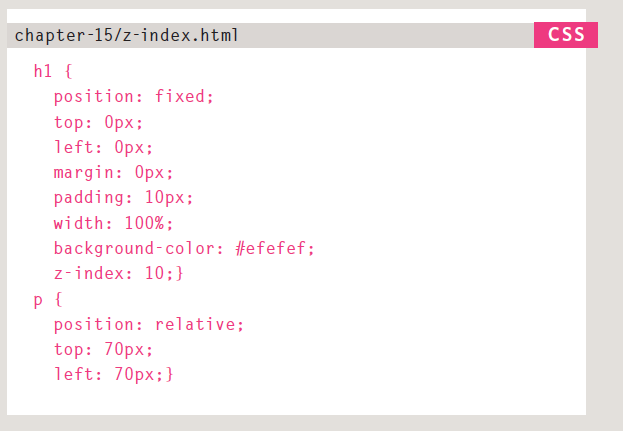 chapter-15/z-index.html CSS
h1 {
position: fixed;
top: 0px;
left: 0px;
margin: 0px;
padding: 10px;
width: 100%;
background-color: #efefef;
z-index: 10;}
p {
position: relative;
top: 70px;
left: 70px;}